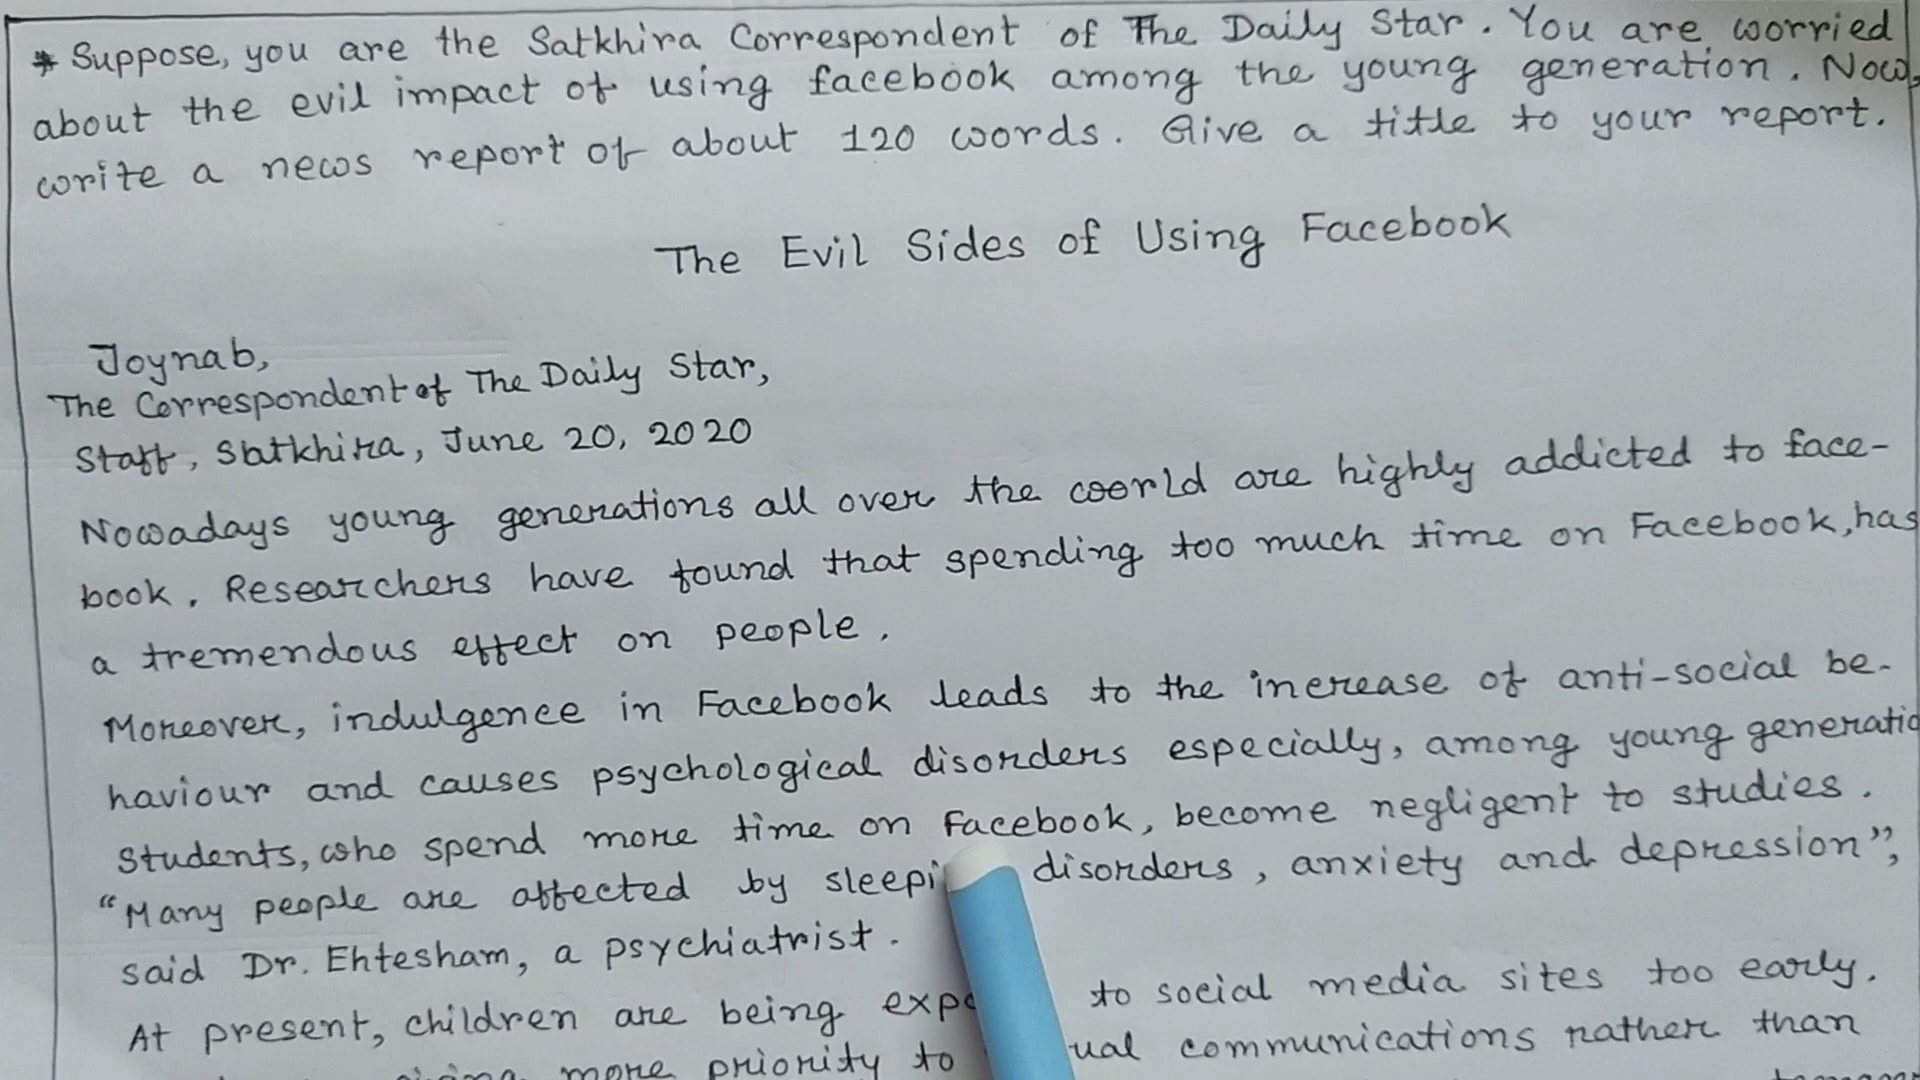 * Suppose, you are the Satkhira Correspondent of The Daily Star. You are worried
about the evil impact of using facebook among the young generation. Now,
write a news report of about 120 words. Give a title to your report.
The Evil Sides of Using Facebook
Joynab,
The Correspondent of The Daily Star,
Staff, Satkhira, June 20, 2020
Nowadays young generations all over the world are highly addicted to face-
book. Researchers have found that spending too much time on Facebook, has
a tremendous effect on people.
Moreover, indulgence in Facebook leads to the increase of anti-social be-
haviour and causes psychological disorders especially, among young generatio
Students, who spend more time on Facebook, become negligent to studies.
"Many people are affected by sleepi disorders, anxiety and depression",
said Dr. Ehtesham, a psychiatrist.
At present, children are being expo to social media sites too early.
more priority to ual communications rather than